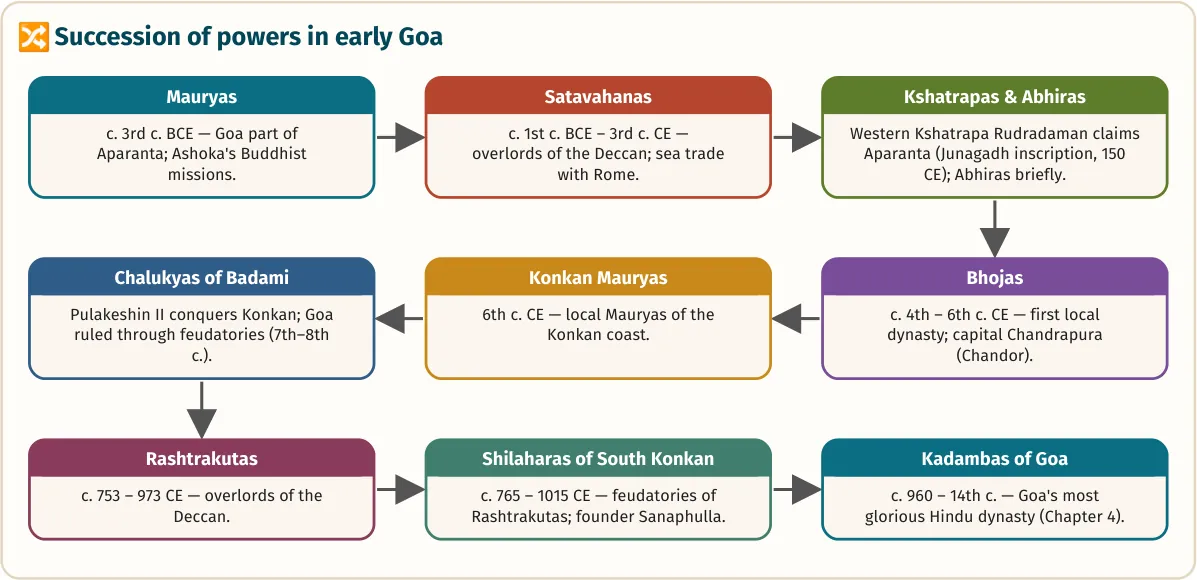 🔀 Succession of powers in early Goa
Mauryas
c. 3rd c. BCE — Goa part of
Aparanta; Ashoka's Buddhist
missions.
Satavahanas
c. 1st c. BCE – 3rd c. CE —
overlords of the Deccan; sea trade
with Rome.
Kshatrapas & Abhiras
Western Kshatrapa Rudradaman claims
Aparanta (Junagadh inscription, 150
CE); Abhiras briefly.
Bhojas
c. 4th – 6th c. CE — first local
dynasty; capital Chandrapura
(Chandor).
Konkan Mauryas
6th c. CE — local Mauryas of the
Konkan coast.
Chalukyas of Badami
Pulakeshin II conquers Konkan; Goa
ruled through feudatories (7th–8th
c.).
Rashtrakutas
c. 753 – 973 CE — overlords of the
Deccan.
Shilaharas of South Konkan
c. 765 – 1015 CE — feudatories of
Rashtrakutas; founder Sanaphulla.
Kadambas of Goa
c. 960 – 14th c. — Goa's most
glorious Hindu dynasty (Chapter 4).